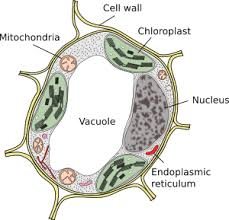 Cell wall
Chloroplast
Mitochondria
Nucleus
Vacuole
Endoplasmic
reticulum